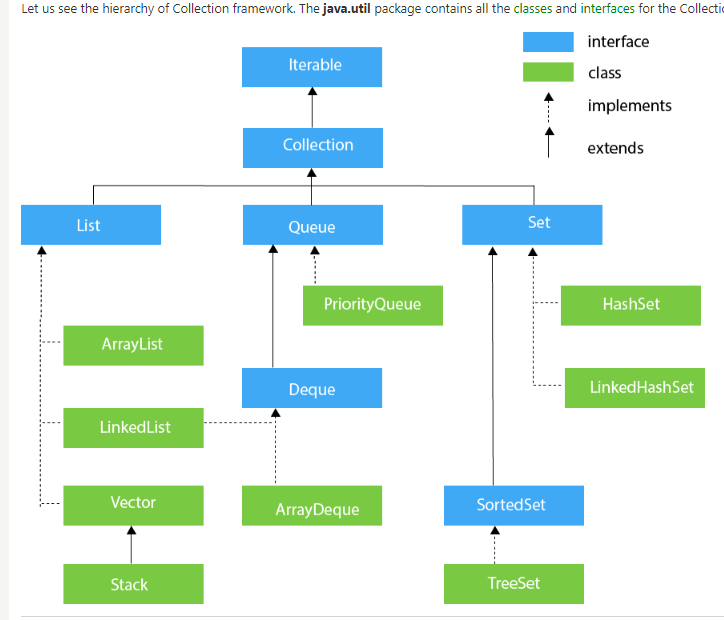 Let us see the hierarchy of Collection framework. The java.util package contains all the classes and interfaces for the Collectio
interface
Iterable
class
implements
Collection
extends
List
Queue
Set
PriorityQueue
HashSet
ArrayList
Deque
LinkedHashSet
LinkedList
Vector
ArrayDeque
SortedSet
Stack
TreeSet